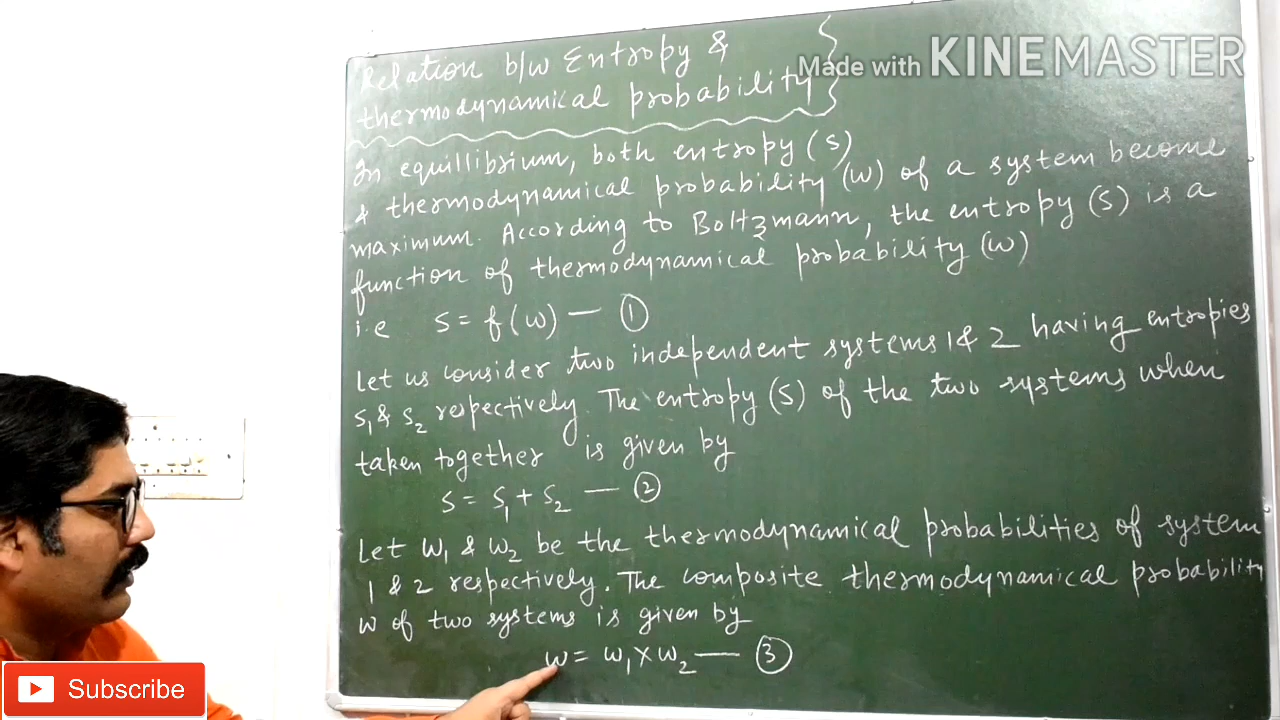 Made with KINEMASTER
Relation b/w Entropy &
thermodynamical probability
In equillibrium, both entropy (S)
& thermodynamical probability (W) of a system become
maximum. According to Boltzmann, the entropy (S) is a
function of thermodynamical probability (W)
i.e S = f(W) — ①
Let us consider two independent systems 1 & 2 having entropies
S₁ & S₂ respectively. The entropy (S) of the two systems when
taken together is given by
S = S₁ + S₂ — ②
Let W₁ & W₂ be the thermodynamical probabilities of system
1 & 2 respectively. The composite thermodynamical probability
W of two systems is given by
W = W₁ × W₂ — ③
Subscribe